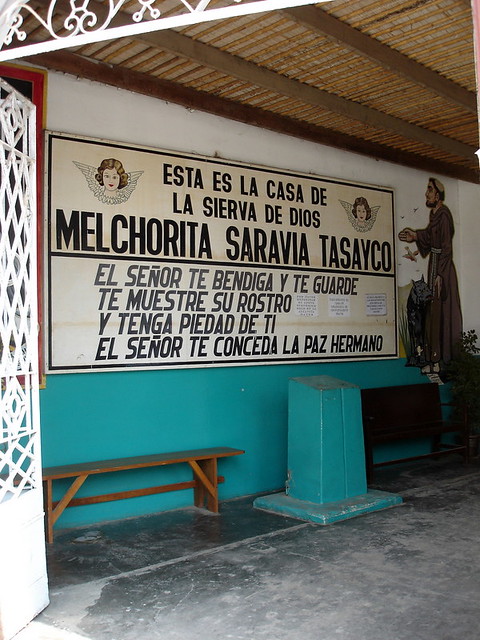 ESTA ES LA CASA DE
LA SIERVA DE DIOS
MELCHORITA SARAVIA TASAYCO
EL SEÑOR TE BENDIGA Y TE GUARDE
TE MUESTRE SU ROSTRO
Y TENGA PIEDAD DE TI
EL SEÑOR TE CONCEDA LA PAZ HERMANO